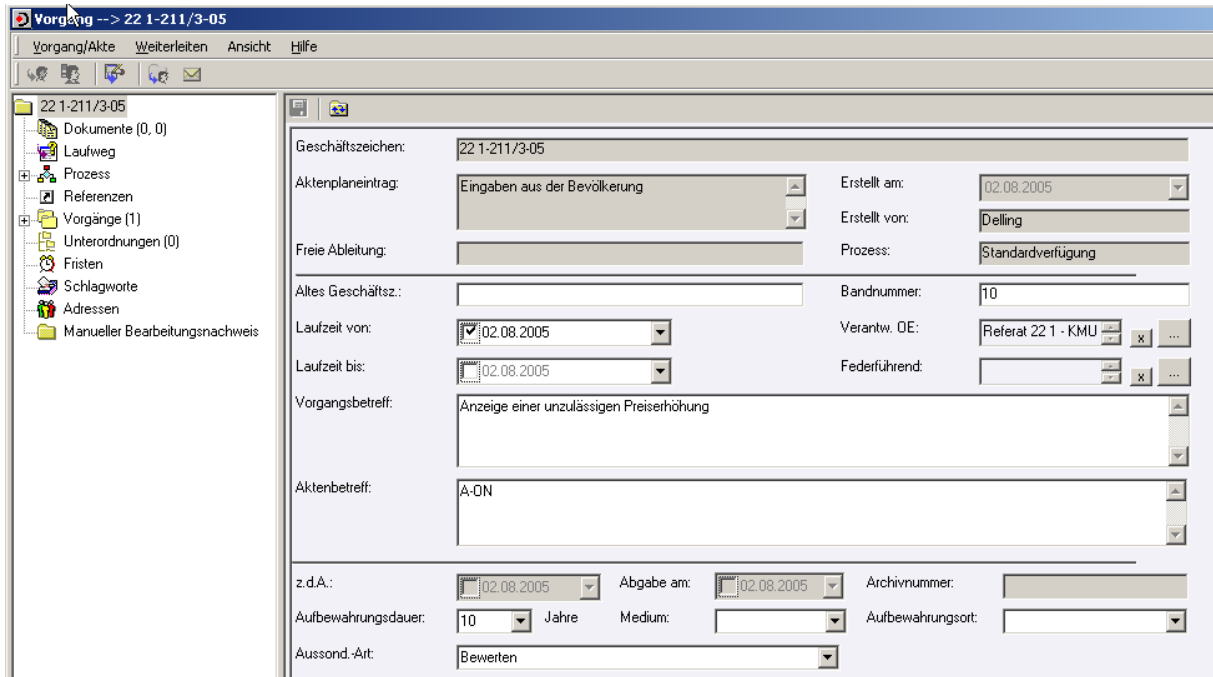 Vorgang --> 22 1-211/3-05
Vorgang/Akte Weiterleiten Ansicht Hilfe
22 1-211/3-05
Dokumente (0, 0)
Laufweg
Prozess
Referenzen
Vorgänge (1)
Unterordnungen (0)
Fristen
Schlagworte
Adressen
Manueller Bearbeitungsnachweis
Geschäftszeichen: 22 1-211/3-05
Aktenplaneintrag: Eingaben aus der Bevölkerung Erstellt am: 02.08.2005
Erstellt von: Delling
Freie Ableitung: Prozess: Standardverfügung
Altes Geschäftsz.: Bandnummer: 10
Laufzeit von: 02.08.2005 Verantw. OE: Referat 22 1 - KMU x ...
Laufzeit bis: 02.08.2005 Federführend: x ...
Vorgangsbetreff: Anzeige einer unzulässigen Preiserhöhung
Aktenbetreff: A-ON
z.d.A.: 02.08.2005 Abgabe am: 02.08.2005 Archivnummer:
Aufbewahrungsdauer: 10 Jahre Medium: Aufbewahrungsort:
Aussond.-Art: Bewerten